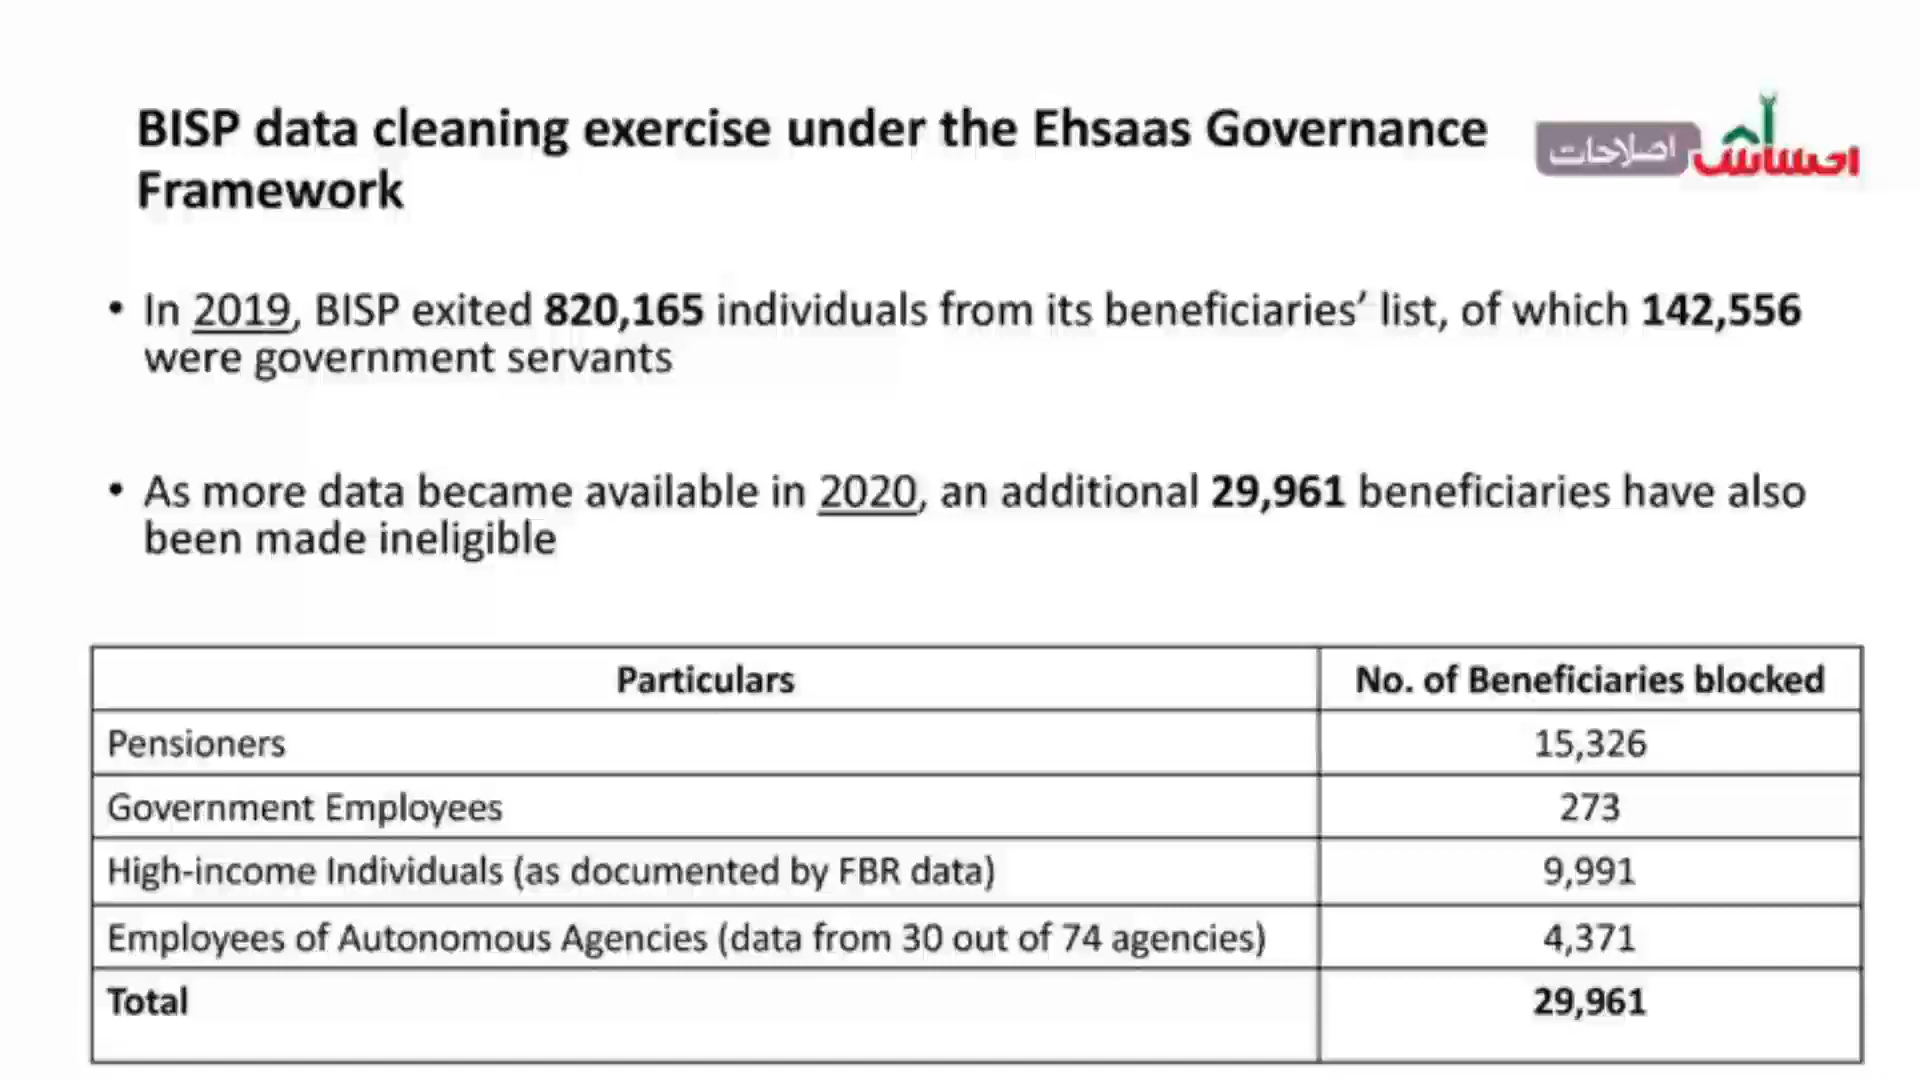 BISP data cleaning exercise under the Ehsaas Governance
Framework
احساس اصلاحات
• In 2019, BISP exited 820,165 individuals from its beneficiaries’ list, of which 142,556
were government servants
• As more data became available in 2020, an additional 29,961 beneficiaries have also
been made ineligible
Particulars No. of Beneficiaries blocked
Pensioners 15,326
Government Employees 273
High-income Individuals (as documented by FBR data) 9,991
Employees of Autonomous Agencies (data from 30 out of 74 agencies) 4,371
Total 29,961